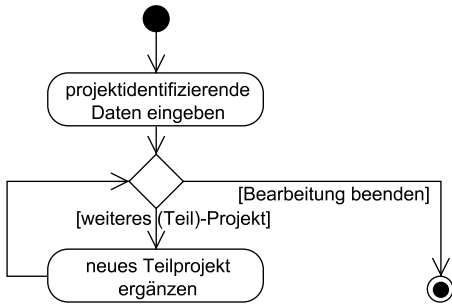 projektidentifizierende
Daten eingeben
[Bearbeitung beenden]
[weiteres (Teil)-Projekt]
neues Teilprojekt
ergänzen